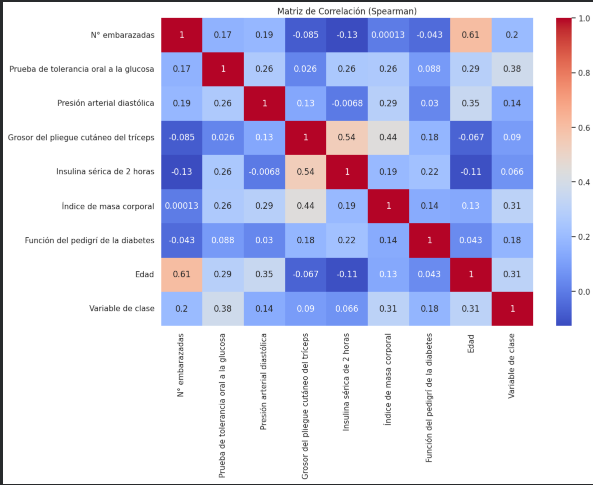 Matriz de Correlación (Spearman)
N° embarazadas 1 0.17 0.19 -0.085 -0.13 0.00013 -0.043 0.61 0.2
Prueba de tolerancia oral a la glucosa 0.17 1 0.26 0.026 0.26 0.26 0.088 0.29 0.38
Presión arterial diastólica 0.19 0.26 1 0.13 -0.0068 0.29 0.03 0.35 0.14
Grosor del pliegue cutáneo del tríceps -0.085 0.026 0.13 1 0.54 0.44 0.18 -0.067 0.09
Insulina sérica de 2 horas -0.13 0.26 -0.0068 0.54 1 0.19 0.22 -0.11 0.066
Índice de masa corporal 0.00013 0.26 0.29 0.44 0.19 1 0.14 0.13 0.31
Función del pedigrí de la diabetes -0.043 0.088 0.03 0.18 0.22 0.14 1 0.043 0.18
Edad 0.61 0.29 0.35 -0.067 -0.11 0.13 0.043 1 0.31
Variable de clase 0.2 0.38 0.14 0.09 0.066 0.31 0.18 0.31 1
N° embarazadas
Prueba de tolerancia oral a la glucosa
Presión arterial diastólica
Grosor del pliegue cutáneo del tríceps
Insulina sérica de 2 horas
Índice de masa corporal
Función del pedigrí de la diabetes
Edad
Variable de clase
1.0
0.8
0.6
0.4
0.2
0.0